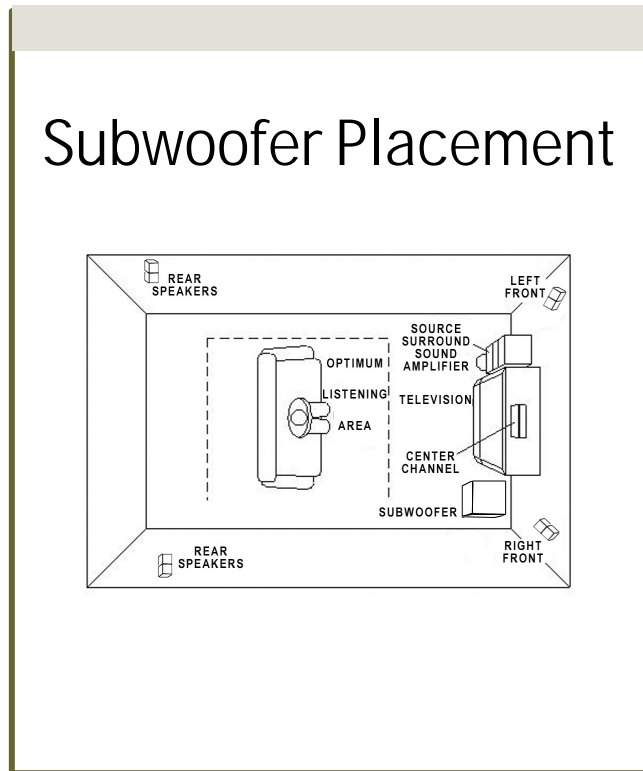 Subwoofer Placement
REAR
SPEAKERS
LEFT
FRONT
SOURCE
SURROUND
SOUND
AMPLIFIER
OPTIMUM
LISTENING
AREA
TELEVISION
CENTER
CHANNEL
SUBWOOFER
REAR
SPEAKERS
RIGHT
FRONT